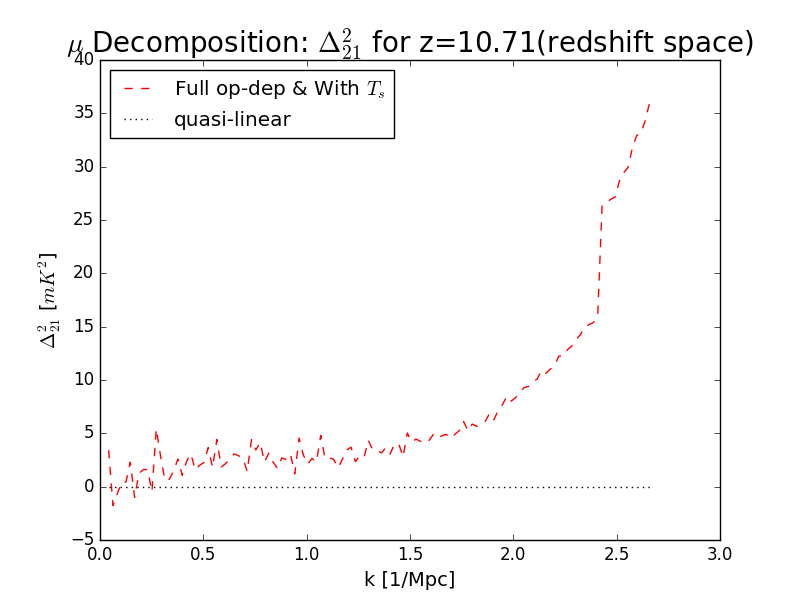 μ Decomposition: Δ²₂₁ for z=10.71(redshift space)
Full op-dep & With Tₛ
quasi-linear
40
35
30
25
20
15
10
5
0
−5
Δ²₂₁ [mK²]
0.0 0.5 1.0 1.5 2.0 2.5 3.0
k [1/Mpc]